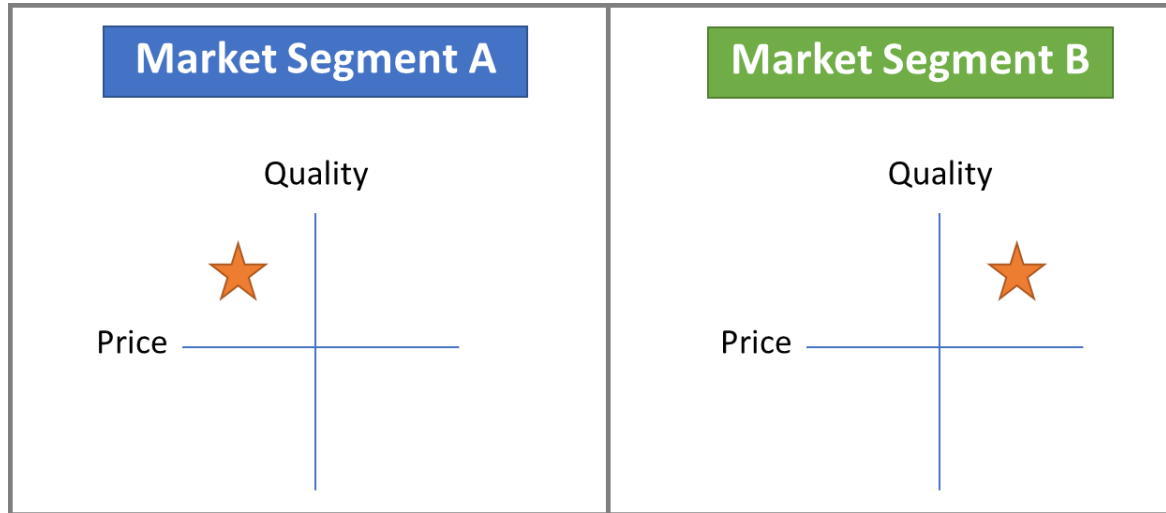 Market Segment A
Quality
Price
Market Segment B
Quality
Price